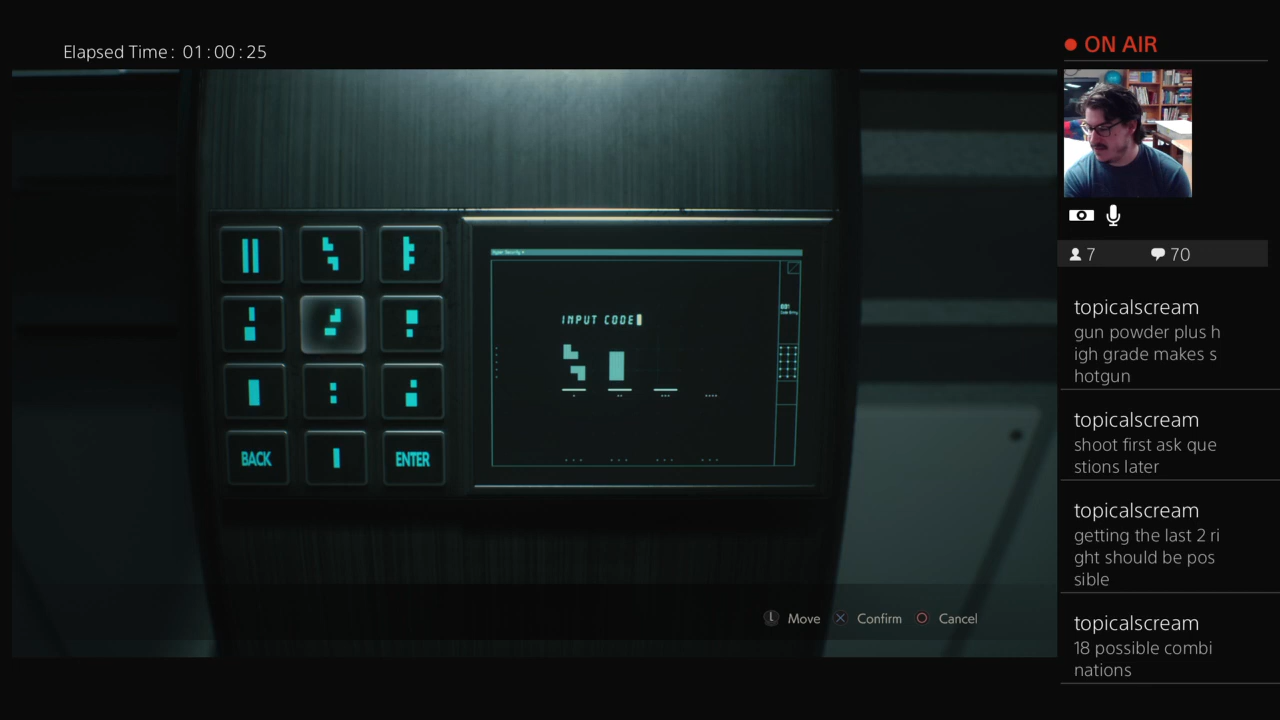 Elapsed Time: 01:00:25
ON AIR
7 70
topicalscream
gun powder plus h
igh grade makes s
hotgun
topicalscream
shoot first ask que
stions later
topicalscream
getting the last 2 ri
ght should be pos
sible
topicalscream
18 possible combi
nations
INPUT CODE
BACK
ENTER
L Move Confirm Cancel